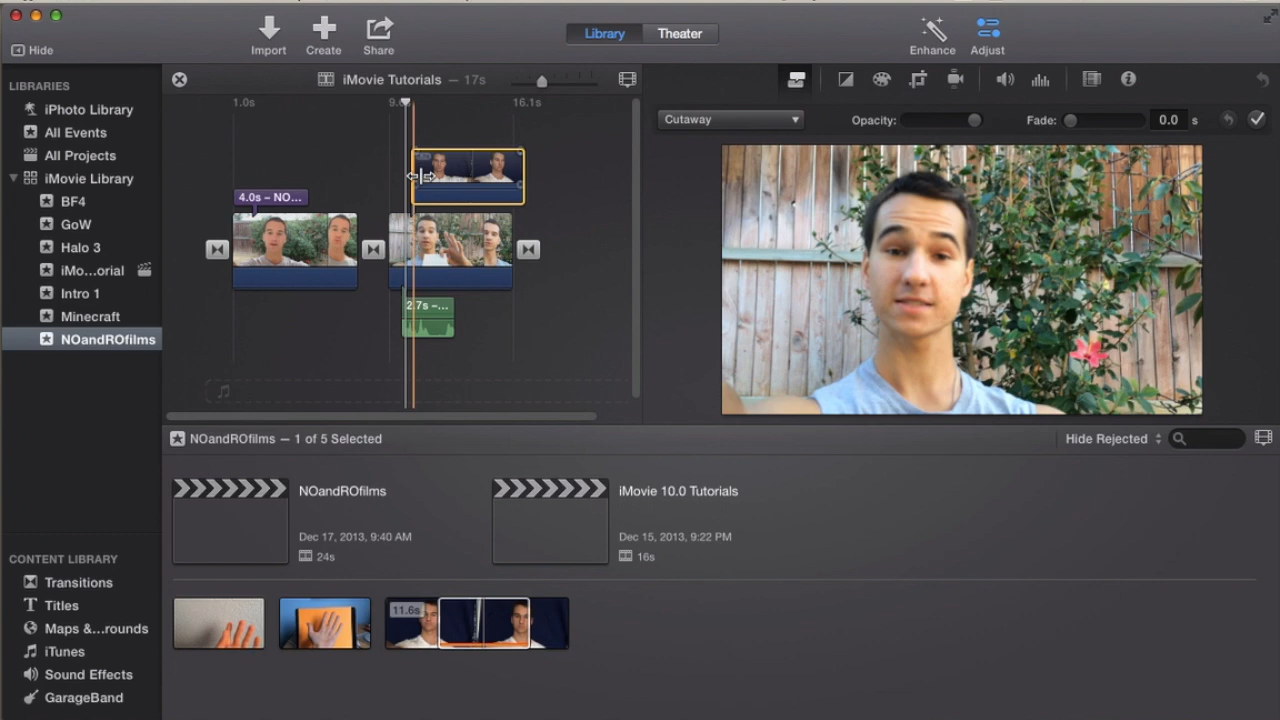 Hide
Import
Create
Share
Library
Theater
Enhance
Adjust
LIBRARIES
iPhoto Library
All Events
All Projects
iMovie Library
BF4
GoW
Halo 3
iMo...orial
Intro 1
Minecraft
NOandROfilms
CONTENT LIBRARY
Transitions
Titles
Maps &...rounds
iTunes
Sound Effects
GarageBand
iMovie Tutorials — 17s
1.0s
16.1s
4.0s – NO...
2.7s –...
Cutaway
Opacity:
Fade:
0.0
s
NOandROfilms — 1 of 5 Selected
Hide Rejected
NOandROfilms
Dec 17, 2013, 9:40 AM
24s
iMovie 10.0 Tutorials
Dec 15, 2013, 9:22 PM
16s
11.6s